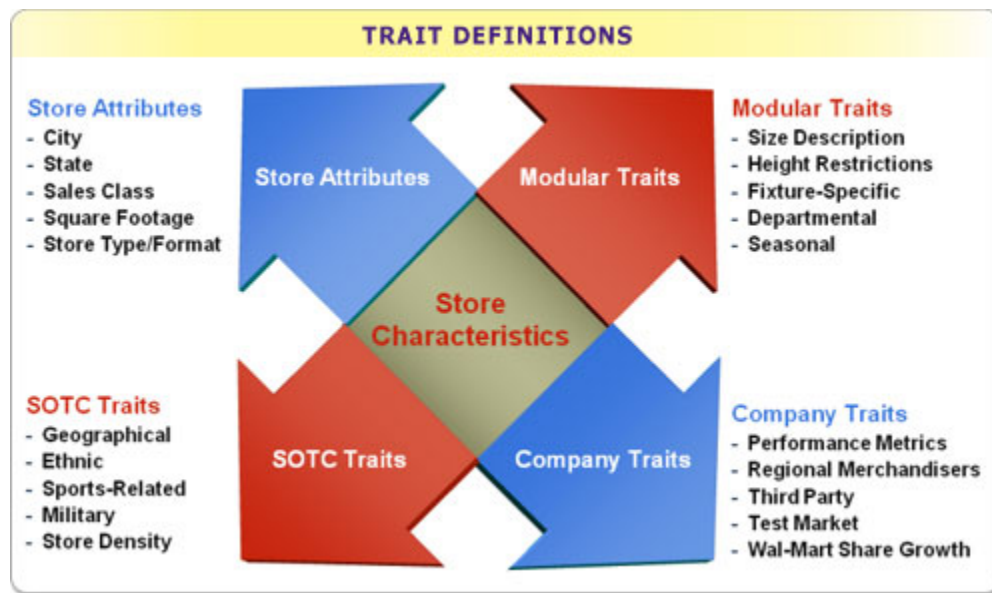 TRAIT DEFINITIONS
Store Attributes
- City
- State
- Sales Class
- Square Footage
- Store Type/Format
Store Attributes
Modular Traits
Modular Traits
- Size Description
- Height Restrictions
- Fixture-Specific
- Departmental
- Seasonal
Store
Characteristics
SOTC Traits
- Geographical
- Ethnic
- Sports-Related
- Military
- Store Density
SOTC Traits
Company Traits
Company Traits
- Performance Metrics
- Regional Merchandisers
- Third Party
- Test Market
- Wal-Mart Share Growth